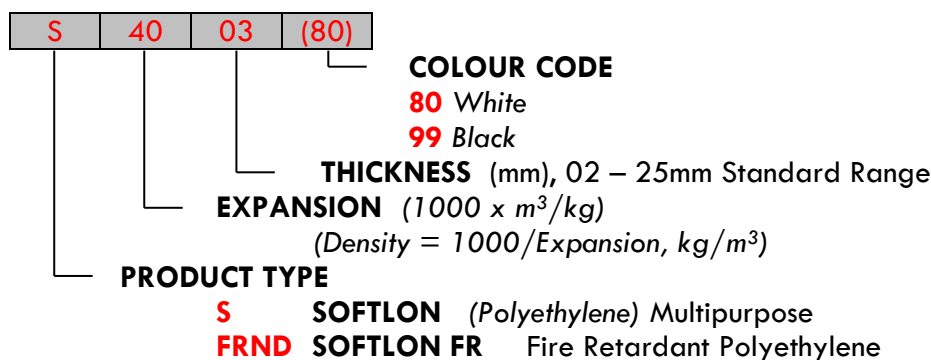 S 40 03 (80)
COLOUR CODE
80 White
99 Black
THICKNESS (mm), 02 – 25mm Standard Range
EXPANSION (1000 x m³/kg)
(Density = 1000/Expansion, kg/m³)
PRODUCT TYPE
S SOFTLON (Polyethylene) Multipurpose
FRND SOFTLON FR Fire Retardant Polyethylene